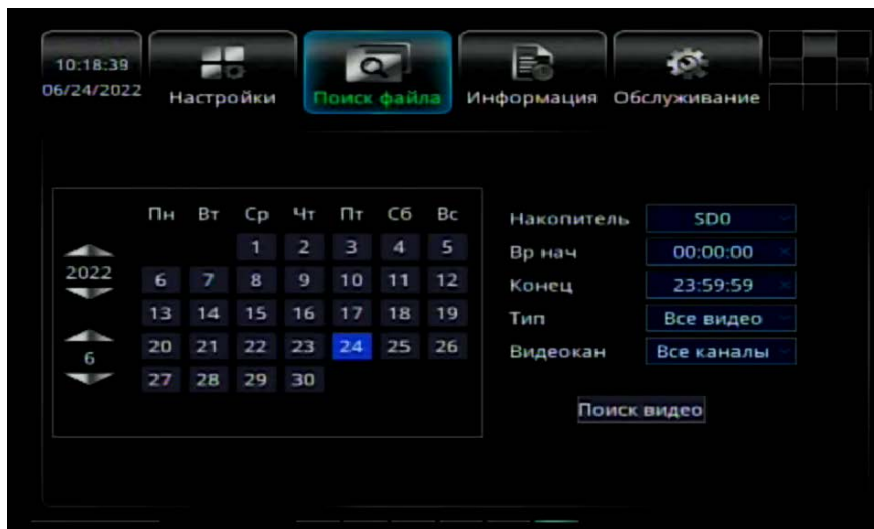 10:18:39
06/24/2022
Настройки
Поиск файла
Информация
Обслуживание
Пн Вт Ср Чт Пт Сб Вс
1 2 3 4 5
2022
6 7 8 9 10 11 12
13 14 15 16 17 18 19
6
20 21 22 23 24 25 26
27 28 29 30
Накопитель SD0
Вр нач 00:00:00
Конец 23:59:59
Тип Все видео
Видеокан Все каналы
Поиск видео